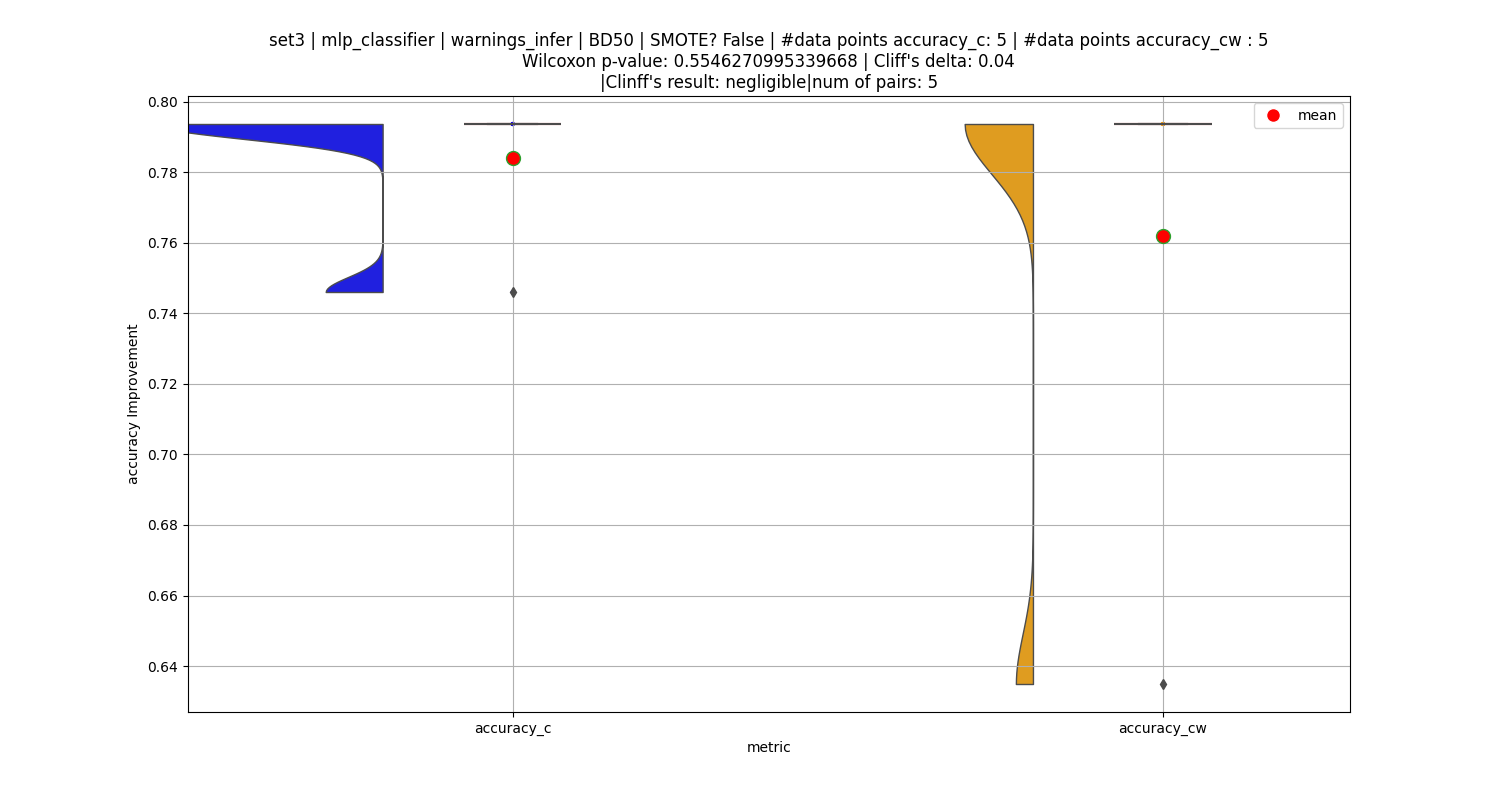 set3 | mlp_classifier | warnings_infer | BD50 | SMOTE? False | #data points accuracy_c: 5 | #data points accuracy_cw : 5
Wilcoxon p-value: 0.5546270995339668 | Cliff's delta: 0.04
|Clinff's result: negligible|num of pairs: 5
mean
0.80
0.78
0.76
0.74
0.72
0.70
0.68
0.66
0.64
accuracy Improvement
accuracy_c
accuracy_cw
metric